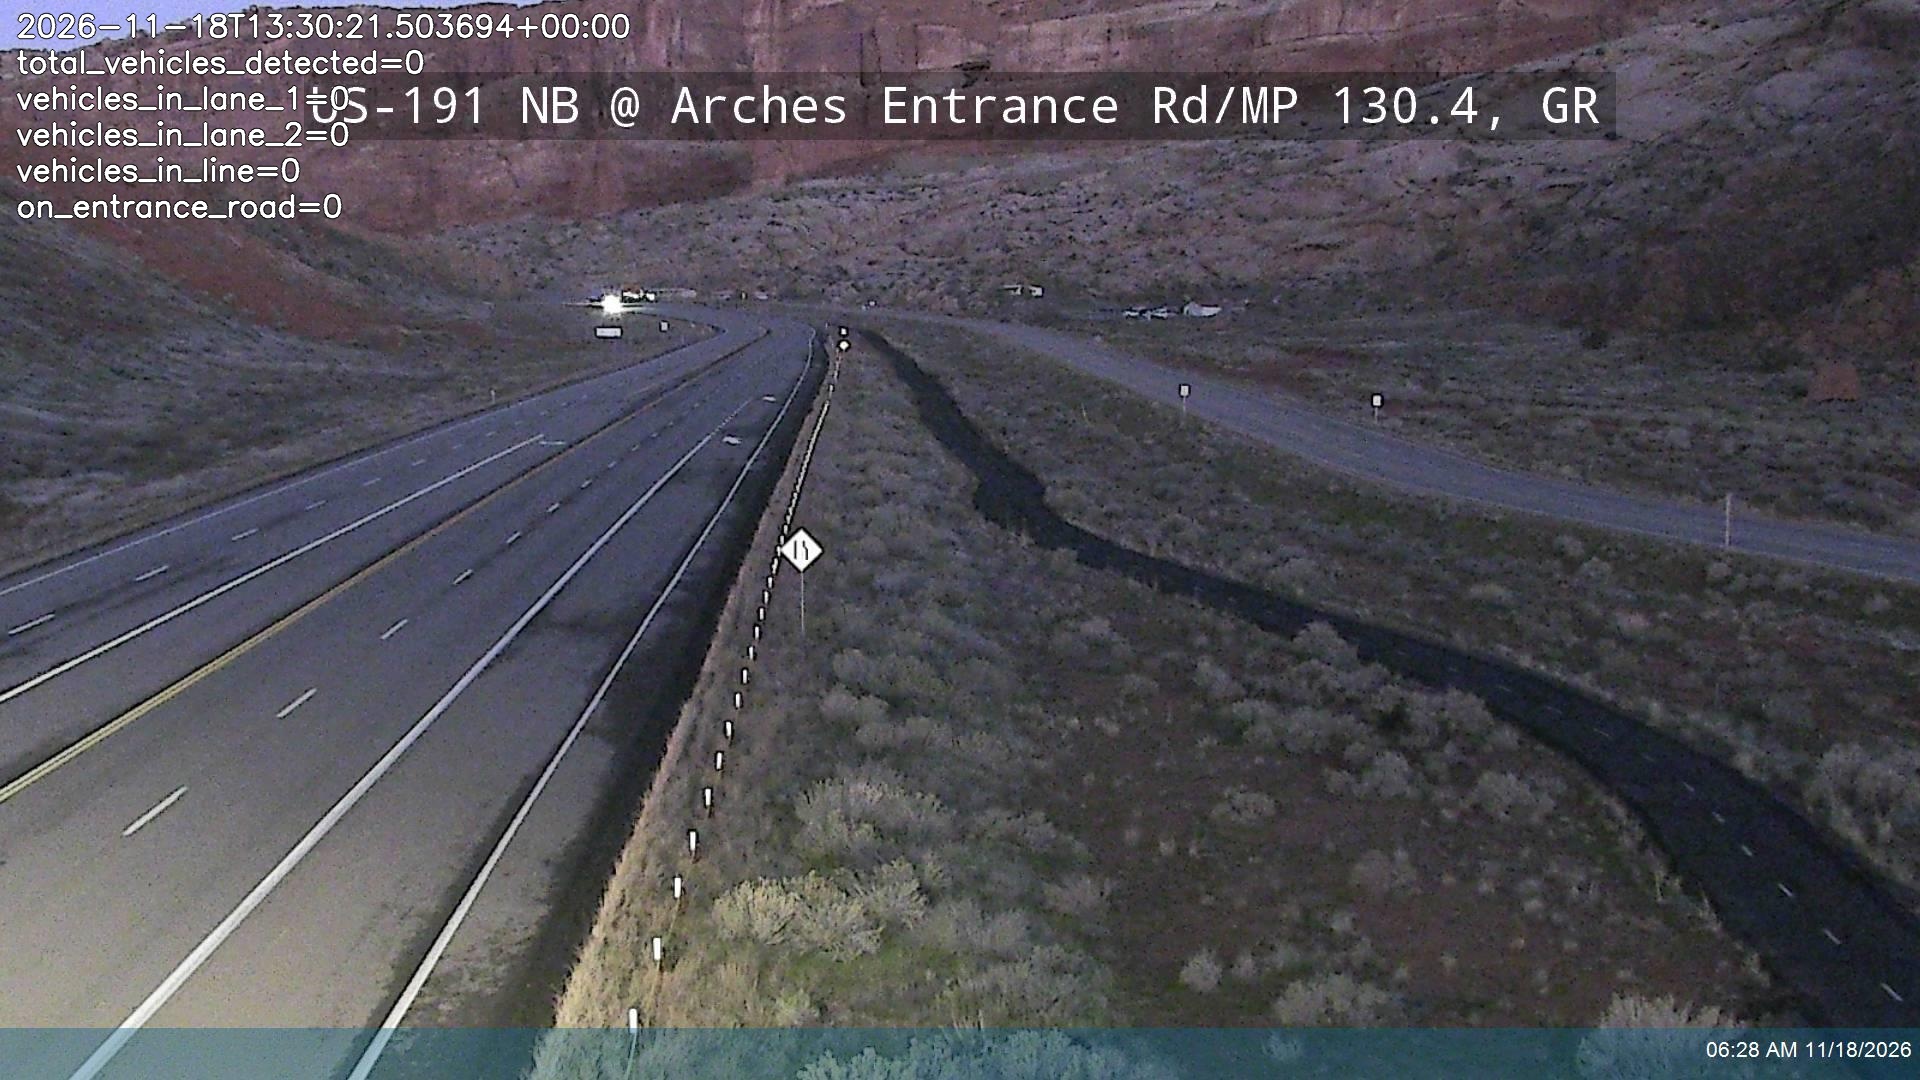 2026-11-18T13:30:21.503694+00:00
total_vehicles_detected=0
vehicles_in_lane_1=0
US-191 NB @ Arches Entrance Rd/MP 130.4, GR
vehicles_in_lane_2=0
vehicles_in_line=0
on_entrance_road=0
06:28 AM 11/18/2026